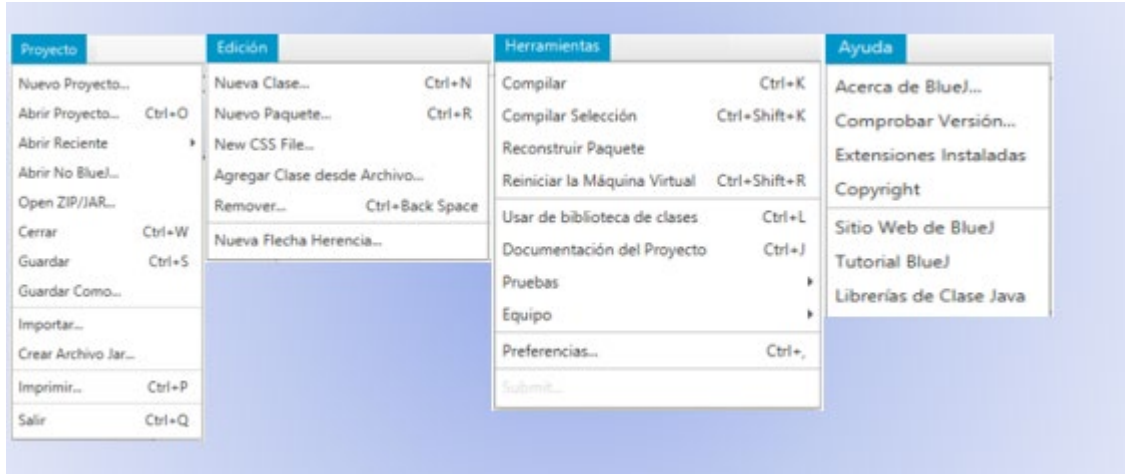 Proyecto
Nuevo Proyecto...
Abrir Proyecto... Ctrl+O
Abrir Reciente
Abrir No BlueJ...
Open ZIP/JAR...
Cerrar Ctrl+W
Guardar Ctrl+S
Guardar Como...
Importar...
Crear Archivo Jar...
Imprimir... Ctrl+P
Salir Ctrl+Q
Edición
Nueva Clase... Ctrl+N
Nuevo Paquete... Ctrl+R
New CSS File...
Agregar Clase desde Archivo...
Remover... Ctrl+Back Space
Nueva Flecha Herencia...
Herramientas
Compilar Ctrl+K
Compilar Selección Ctrl+Shift+K
Reconstruir Paquete
Reiniciar la Máquina Virtual Ctrl+Shift+R
Usar de biblioteca de clases Ctrl+L
Documentación del Proyecto Ctrl+J
Pruebas
Equipo
Preferencias... Ctrl+,
Submit...
Ayuda
Acerca de BlueJ...
Comprobar Versión...
Extensiones Instaladas
Copyright
Sitio Web de BlueJ
Tutorial BlueJ
Librerías de Clase Java